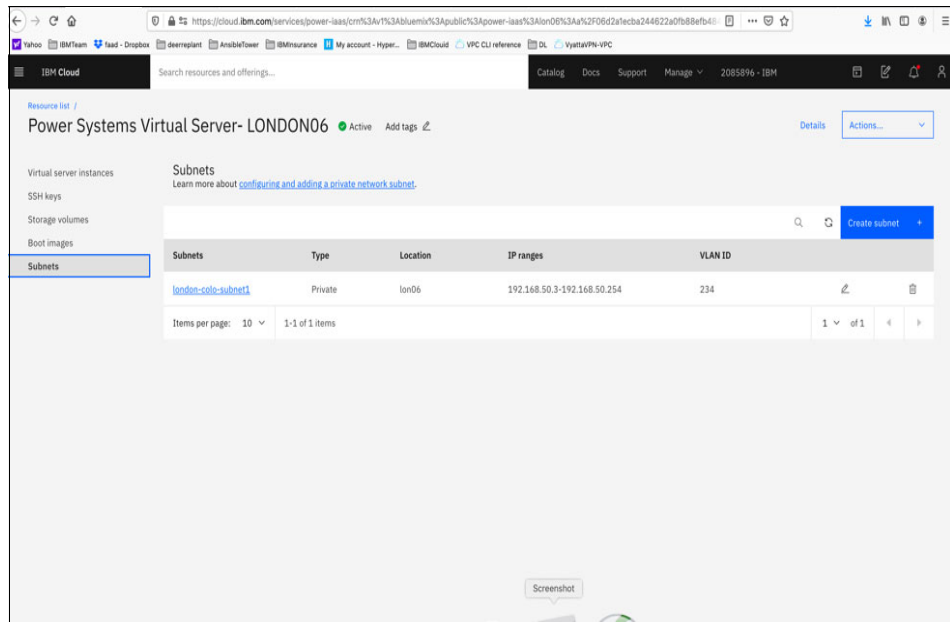 https://cloud.ibm.com/services/power-iaas/crn%3Av1%3Abluemix%3Apublic%3Apower-iaas%3Alon06%3Aa%2F06d2a1ecba244622a0fb88efb48
Yahoo IBMTeam faad - Dropbox deerreplant AnsibleTower IBMInsurance My account - Hyper... IBMClouid VPC CLI reference DL VyattaVPN-VPC
IBM Cloud Search resources and offerings... Catalog Docs Support Manage 2085896 - IBM
Resource list /
Power Systems Virtual Server- LONDON06 Active Add tags Details Actions...
Virtual server instances
SSH keys
Storage volumes
Boot images
Subnets
Subnets
Learn more about configuring and adding a private network subnet.
Create subnet +
Subnets Type Location IP ranges VLAN ID
london-colo-subnet1 Private lon06 192.168.50.3-192.168.50.254 234
Items per page: 10 1-1 of 1 items 1 of 1
Screenshot